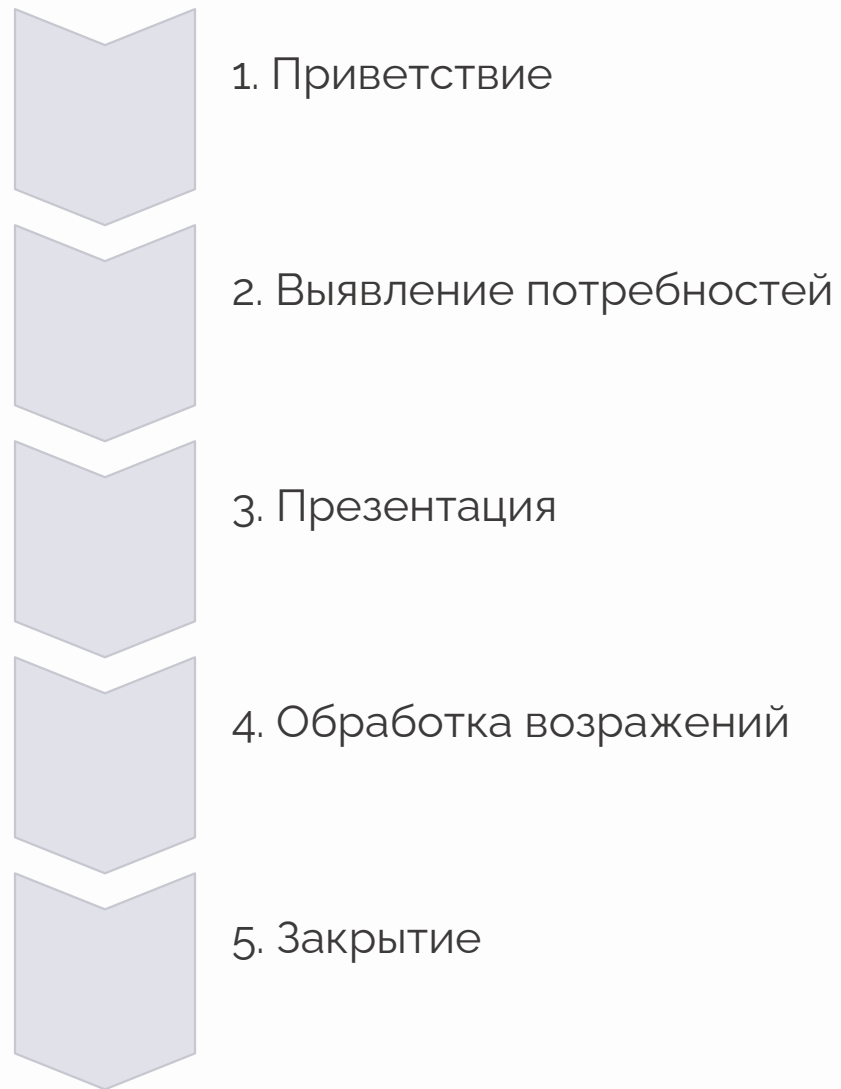 1. Приветствие
2. Выявление потребностей
3. Презентация
4. Обработка возражений
5. Закрытие